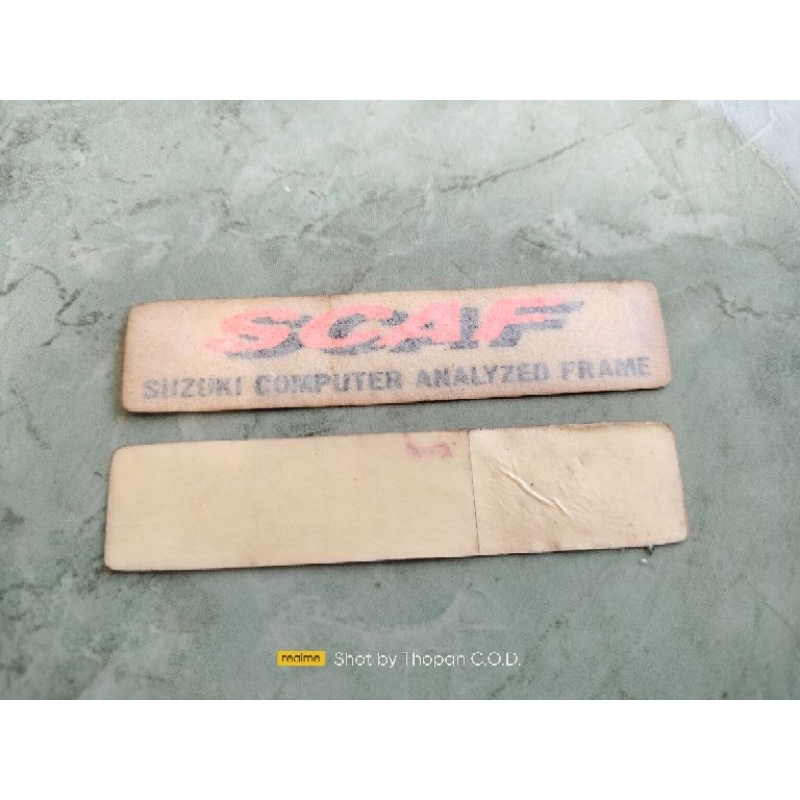 SCAF
SUZUKI COMPUTER ANALYZED FRAME
realme Shot by Thopan C.O.D.